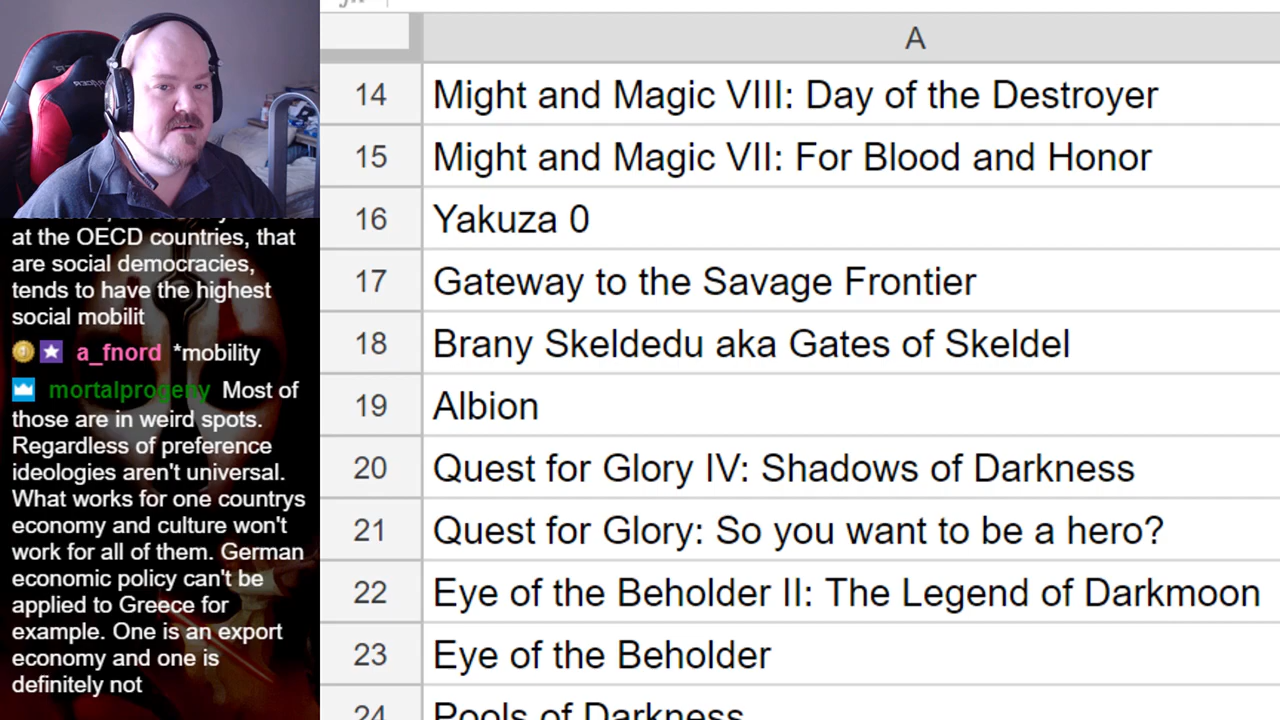 A
14 Might and Magic VIII: Day of the Destroyer
15 Might and Magic VII: For Blood and Honor
16 Yakuza 0
17 Gateway to the Savage Frontier
18 Brany Skeldedu aka Gates of Skeldel
19 Albion
20 Quest for Glory IV: Shadows of Darkness
21 Quest for Glory: So you want to be a hero?
22 Eye of the Beholder II: The Legend of Darkmoon
23 Eye of the Beholder
24 Pools of Darkness
at the OECD countries, that
are social democracies,
tends to have the highest
social mobilit
a_fnord *mobility
mortalprogeny Most of
those are in weird spots.
Regardless of preference
ideologies aren't universal.
What works for one countrys
economy and culture won't
work for all of them. German
economic policy can't be
applied to Greece for
example. One is an export
economy and one is
definitely not